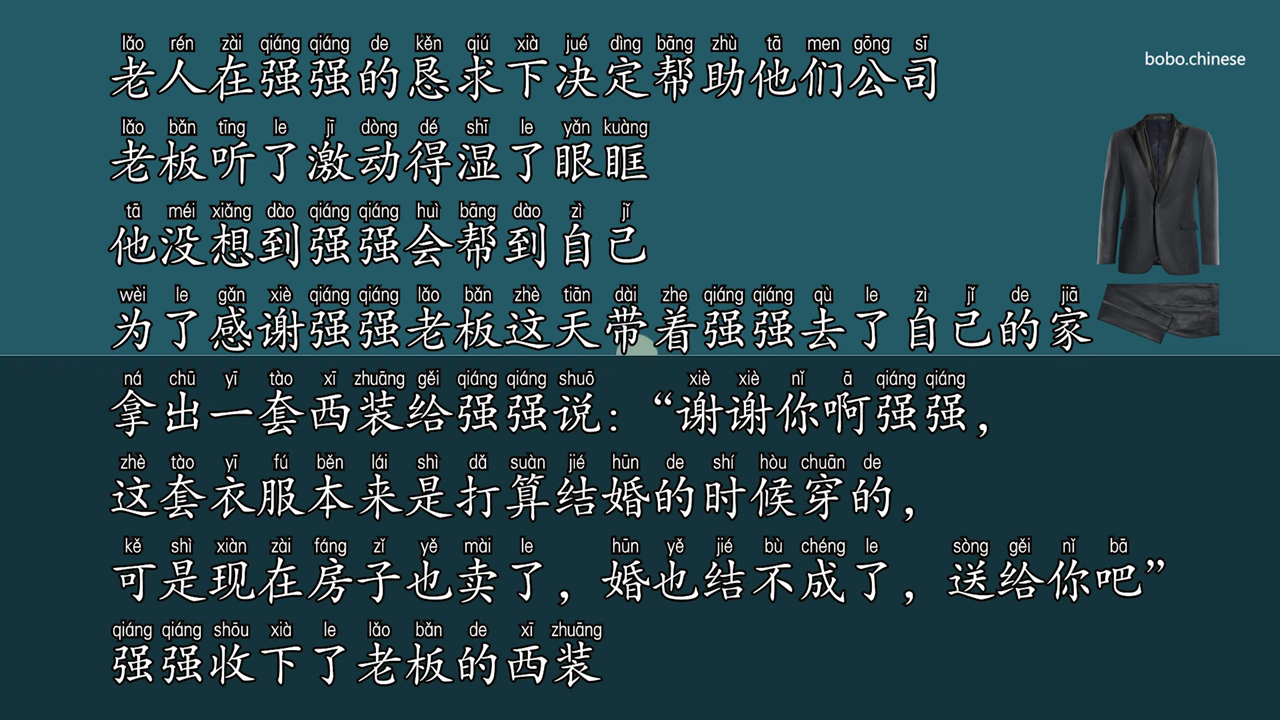 lǎo rén zài qiáng qiáng de kěn qiú xià jué dìng bāng zhù tā men gōng sī
老人在强强的恳求下决定帮助他们公司
bobo.chinese
lǎo bǎn tīng le jī dòng dé shī le yǎn kuàng
老板听了激动得湿了眼眶
tā méi xiǎng dào qiáng qiáng huì bāng dào zì jǐ
他没想到强强会帮到自己
wèi le gǎn xiè qiáng qiáng lǎo bǎn zhè tiān dài zhe qiáng qiáng qù le zì jǐ de jiā
为了感谢强强老板这天带着强强去了自己的家
ná chū yī tào xī zhuāng gěi qiáng qiáng shuō xiè xiè nǐ ā qiáng qiáng
拿出一套西装给强强说：“谢谢你啊强强，
zhè tào yī fú běn lái shì dǎ suàn jié hūn de shí hòu chuān de
这套衣服本来是打算结婚的时候穿的，
kě shì xiàn zài fáng zǐ yě mài le hūn yě jié bù chéng le sòng gěi nǐ bā
可是现在房子也卖了，婚也结不成了，送给你吧”
qiáng qiáng shōu xià le lǎo bǎn de xī zhuāng
强强收下了老板的西装